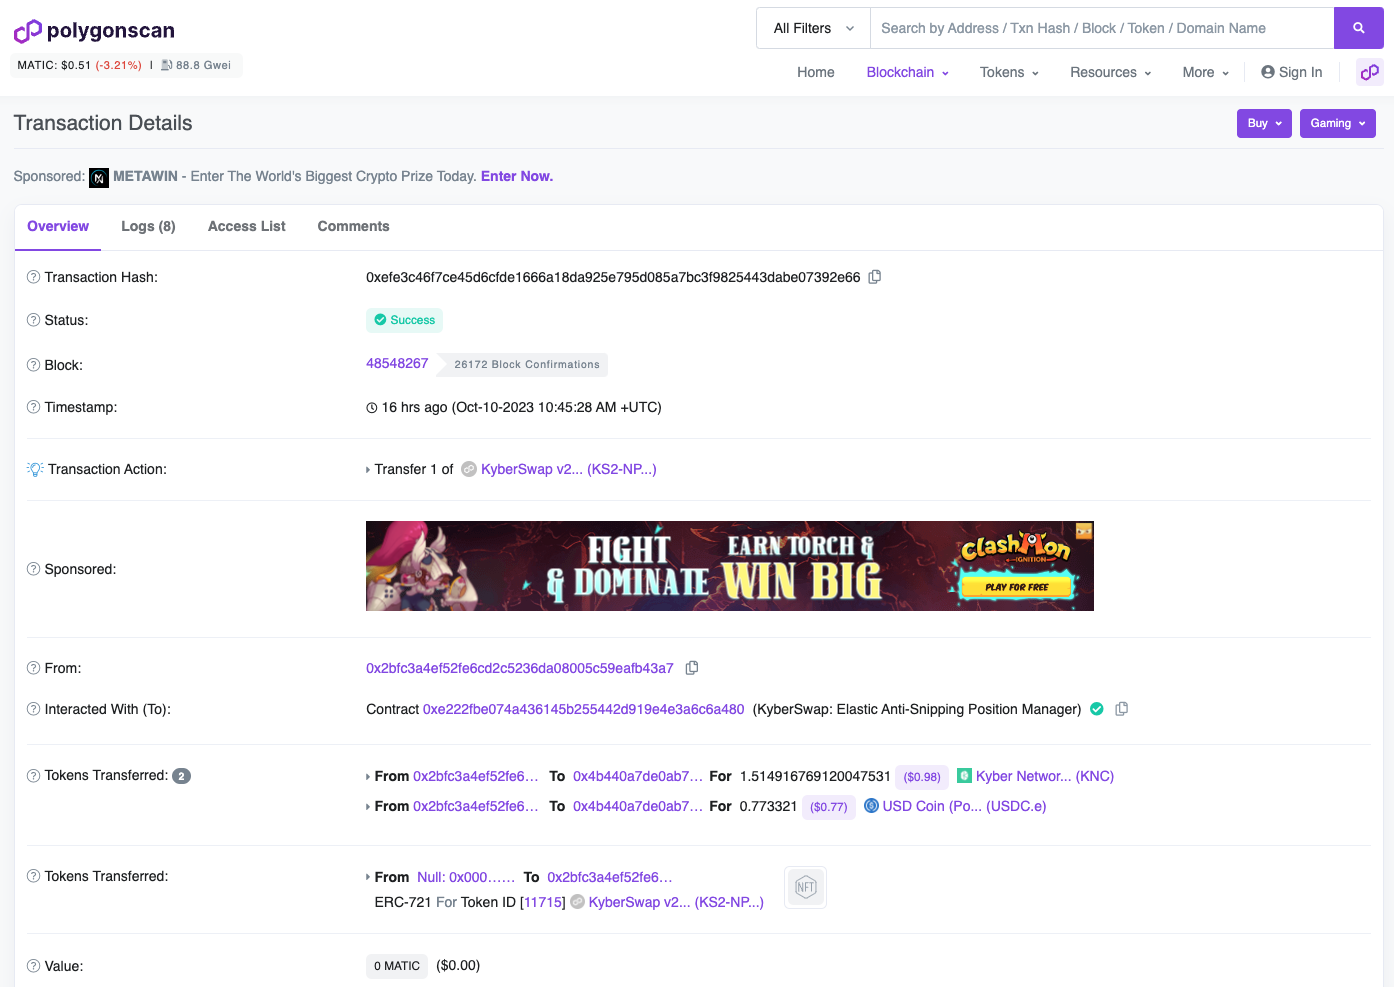 polygonscan
All Filters
Search by Address / Txn Hash / Block / Token / Domain Name
MATIC: $0.51 (-3.21%) | 88.8 Gwei
Home Blockchain Tokens Resources More Sign In
Transaction Details
Buy Gaming
Sponsored: METAWIN - Enter The World's Biggest Crypto Prize Today. Enter Now.
Overview Logs (8) Access List Comments
Transaction Hash: 0xefe3c46f7ce45d6cfde1666a18da925e795d085a7bc3f9825443dabe07392e66
Status: Success
Block: 48548267 26172 Block Confirmations
Timestamp: 16 hrs ago (Oct-10-2023 10:45:28 AM +UTC)
Transaction Action: Transfer 1 of KyberSwap v2... (KS2-NP...)
FIGHT
& DOMINATE
EARN TORCH &
WIN BIG
ClashMon
IGNITION
PLAY FOR FREE
Sponsored:
From: 0x2bfc3a4ef52fe6cd2c5236da08005c59eafb43a7
Interacted With (To): Contract 0xe222fbe074a436145b255442d919e4e3a6c6a480 (KyberSwap: Elastic Anti-Snipping Position Manager)
Tokens Transferred: 2 From 0x2bfc3a4ef52fe6... To 0x4b440a7de0ab7... For 1.514916769120047531 ($0.98) Kyber Networ... (KNC)
From 0x2bfc3a4ef52fe6... To 0x4b440a7de0ab7... For 0.773321 ($0.77) USD Coin (Po... (USDC.e)
Tokens Transferred: From Null: 0x000...... To 0x2bfc3a4ef52fe6...
NFT
ERC-721 For Token ID [11715] KyberSwap v2... (KS2-NP...)
Value: 0 MATIC ($0.00)